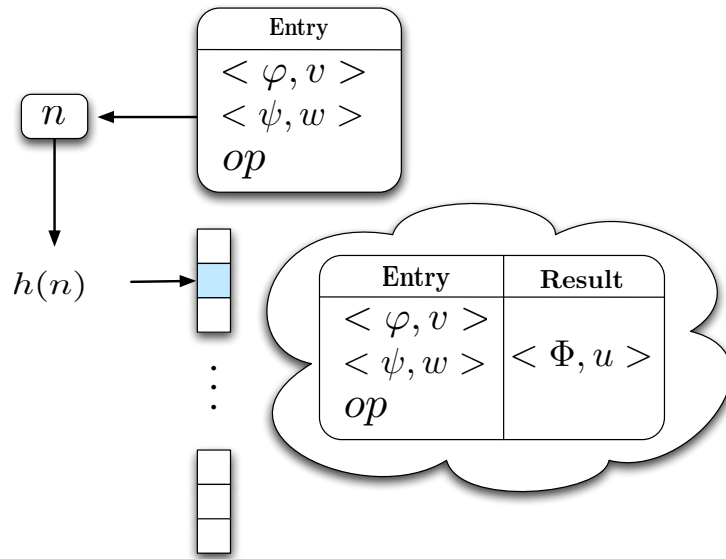 Entry
< φ, v >
< ψ, w >
op
n
h(n)
Entry
Result
< φ, v >
< ψ, w >
op
< Φ, u >
⋮